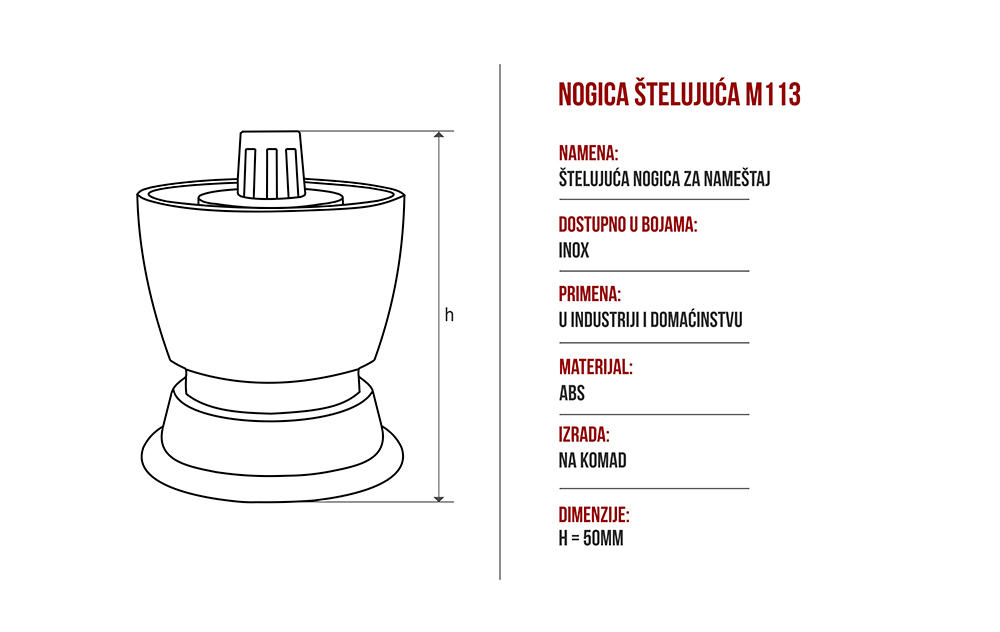 h
NOGICA ŠTELUJUĆA M113
NAMENA:
ŠTELUJUĆA NOGICA ZA NAMEŠTAJ
DOSTUPNO U BOJAMA:
INOX
PRIMENA:
U INDUSTRIJI I DOMAĆINSTVU
MATERIJAL:
ABS
IZRADA:
NA KOMAD
DIMENZIJE:
H = 50MM